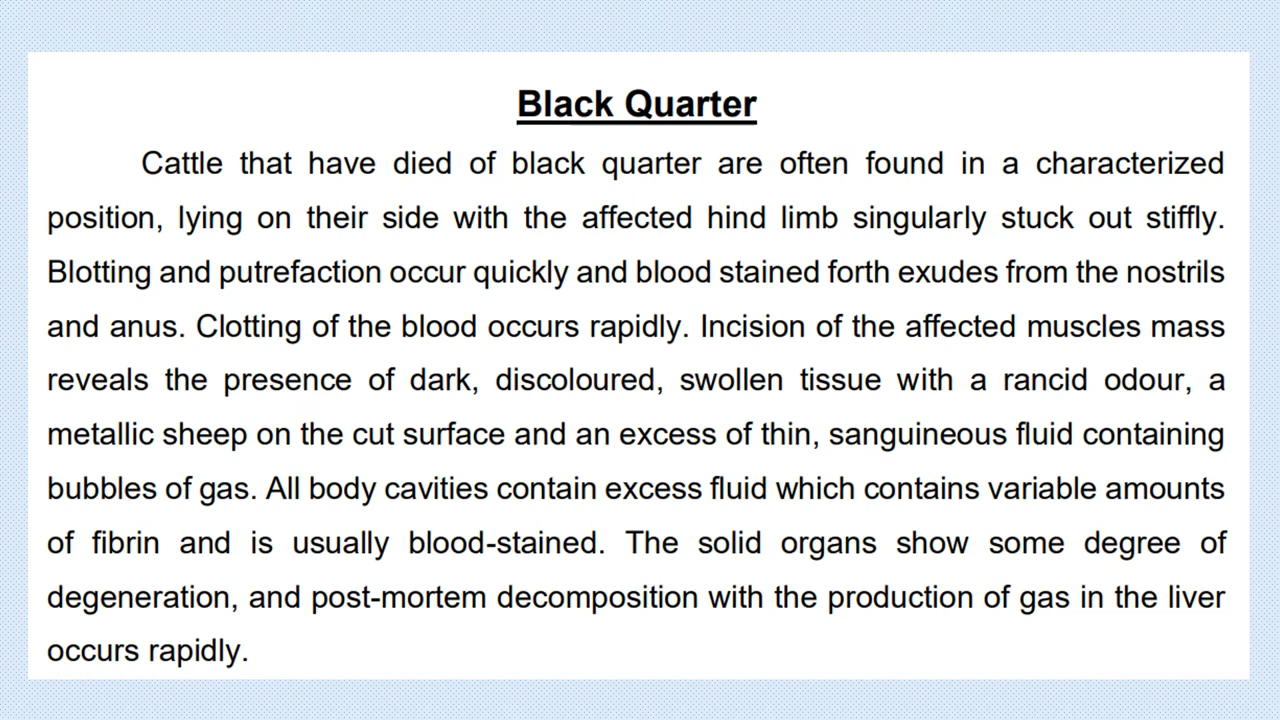 Black Quarter
Cattle that have died of black quarter are often found in a characterized
position, lying on their side with the affected hind limb singularly stuck out stiffly.
Blotting and putrefaction occur quickly and blood stained forth exudes from the nostrils
and anus. Clotting of the blood occurs rapidly. Incision of the affected muscles mass
reveals the presence of dark, discoloured, swollen tissue with a rancid odour, a
metallic sheep on the cut surface and an excess of thin, sanguineous fluid containing
bubbles of gas. All body cavities contain excess fluid which contains variable amounts
of fibrin and is usually blood-stained. The solid organs show some degree of
degeneration, and post-mortem decomposition with the production of gas in the liver
occurs rapidly.